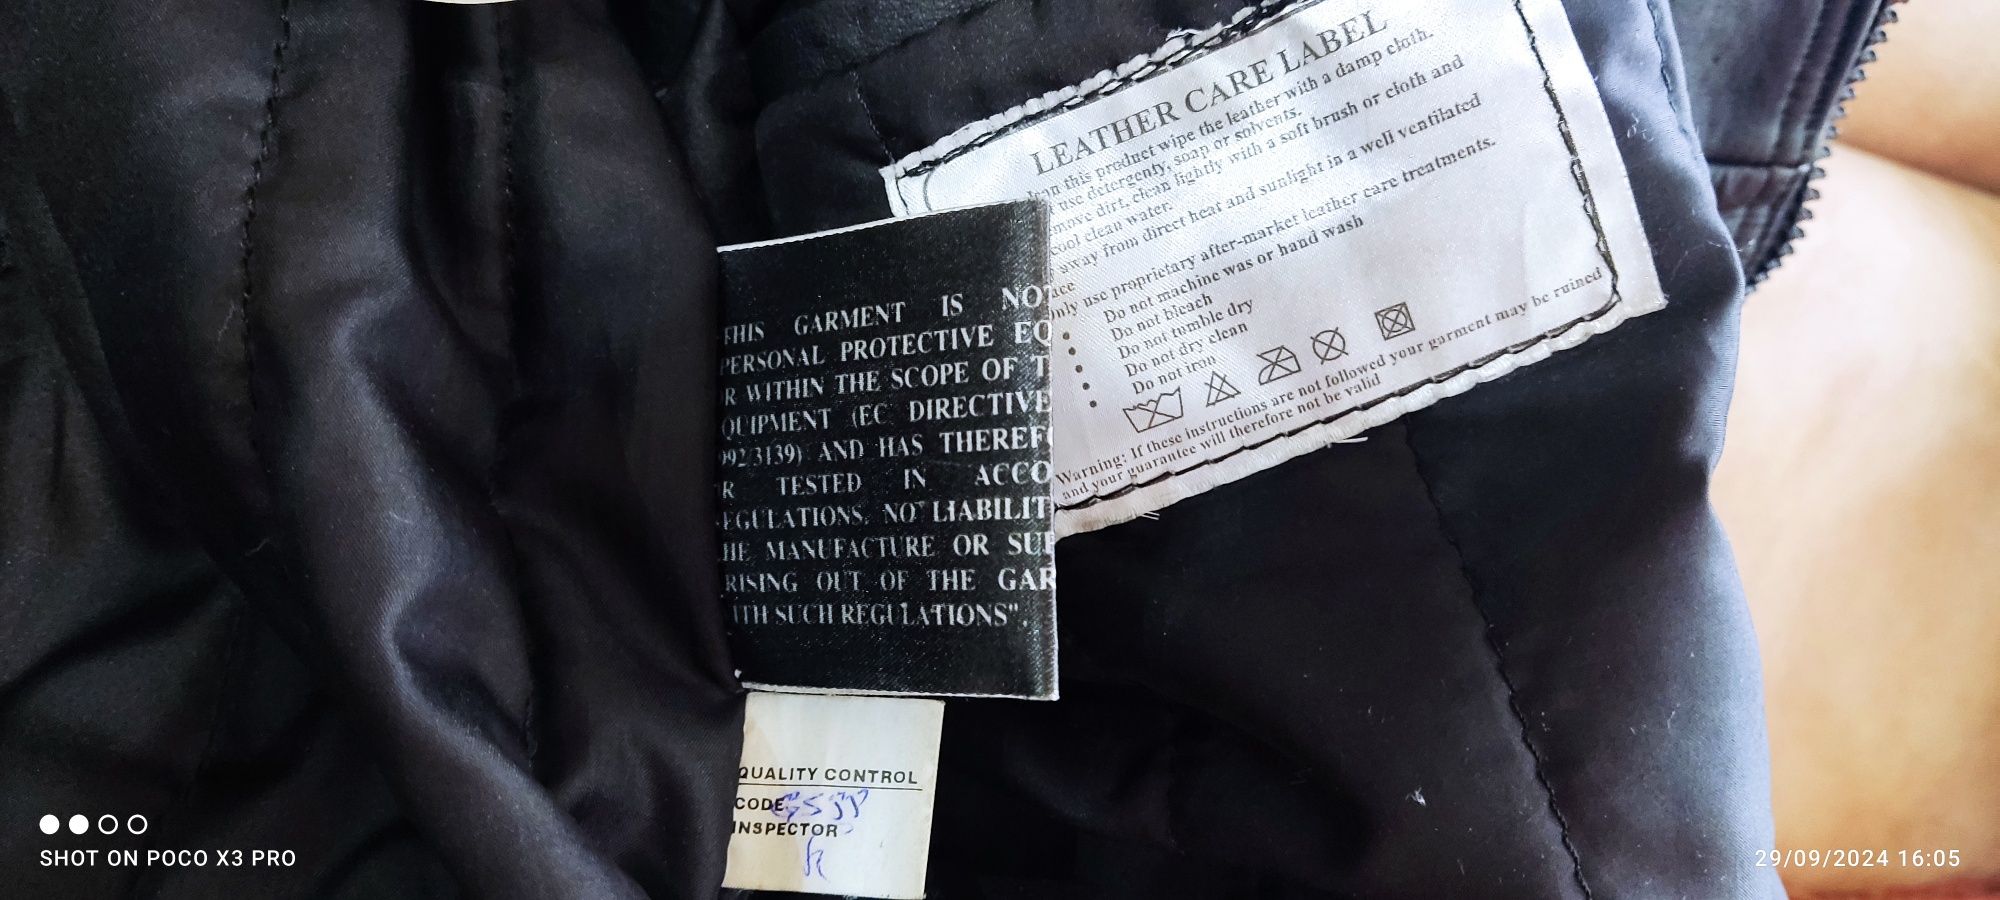 LEATHER CARE LABEL
this product wipe the leather with a damp cloth.
use detergenty, soap or solvents.
dirt, clean lightly with a soft brush or cloth and
cool clean water.
away from direct heat and sunlight in a well ventilated
use proprietary after-market leather care treatments.
• Do not machine was or hand wash
• Do not bleach
• Do not tumble dry
• Do not dry clean
• Do not iron
Warning: If these instructions are not followed your garment may be ruined
and your guarantee will therefore not be valid
THIS GARMENT IS NO
PERSONAL PROTECTIVE EQ
R WITHIN THE SCOPE OF T
QUIPMENT (EC DIRECTIVE
992/3139) AND HAS THEREF
R TESTED IN ACCO
EGULATIONS, NO LIABILIT
HE MANUFACTURE OR SUP
RISING OUT OF THE GAR
ITH SUCH REGULATIONS".
QUALITY CONTROL
CODE
INSPECTOR
SHOT ON POCO X3 PRO
29/09/2024 16:05